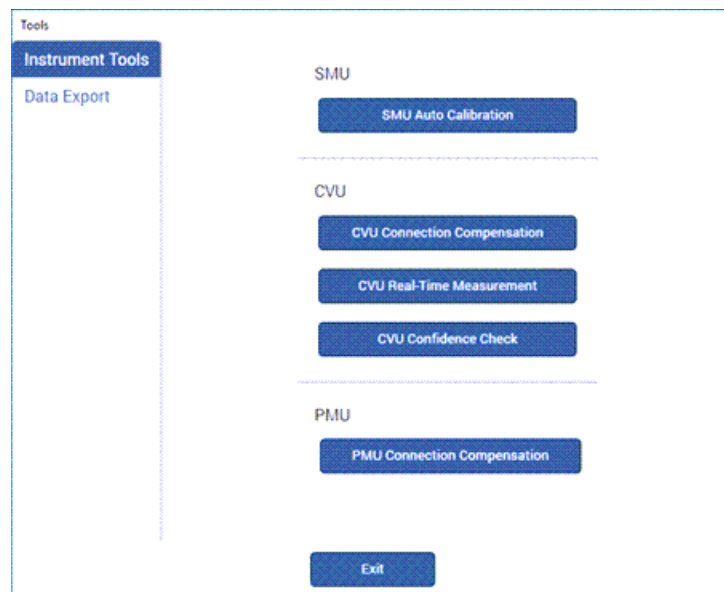 Tools
Instrument Tools
Data Export
SMU
SMU Auto Calibration
CVU
CVU Connection Compensation
CVU Real-Time Measurement
CVU Confidence Check
PMU
PMU Connection Compensation
Exit